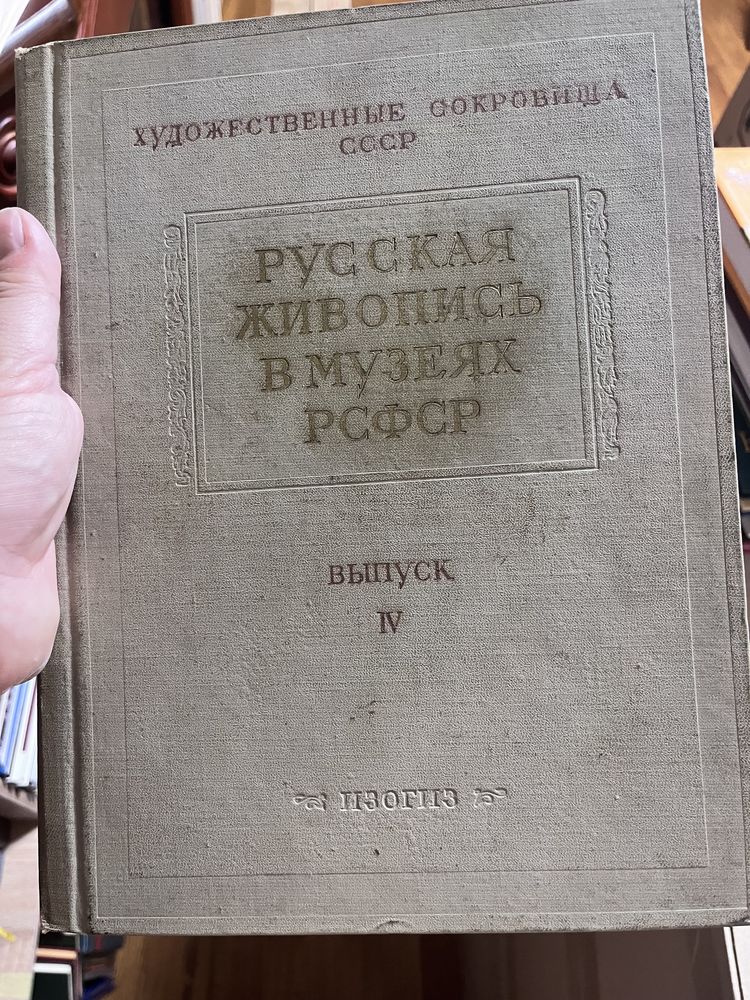 ХУДОЖЕСТВЕННЫЕ СОКРОВИЩА
СССР
РУССКАЯ
ЖИВОПИСЬ
В МУЗЕЯХ
РСФСР
ВЫПУСК
IV
ИЗОГИЗ